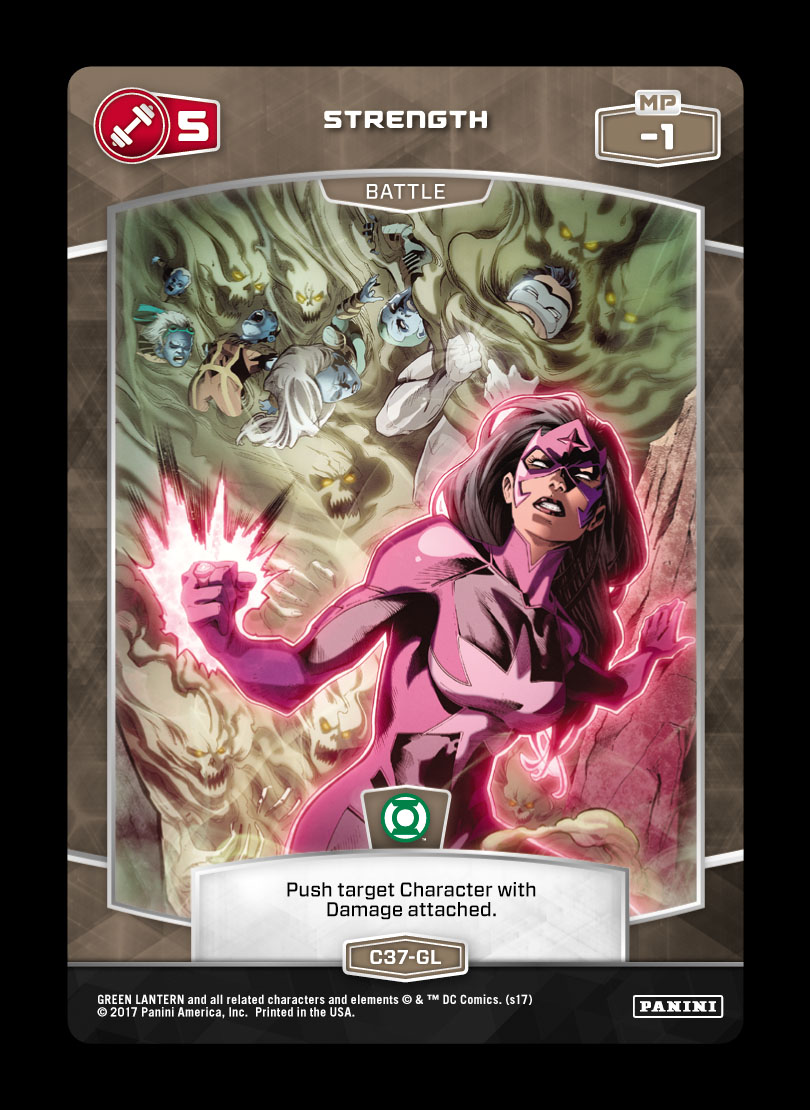 5
STRENGTH
MP
-1
BATTLE
™
Push target Character with
Damage attached.
C37-GL
GREEN LANTERN and all related characters and elements © & ™ DC Comics. (s17)
© 2017 Panini America, Inc. Printed in the USA.
PANINI